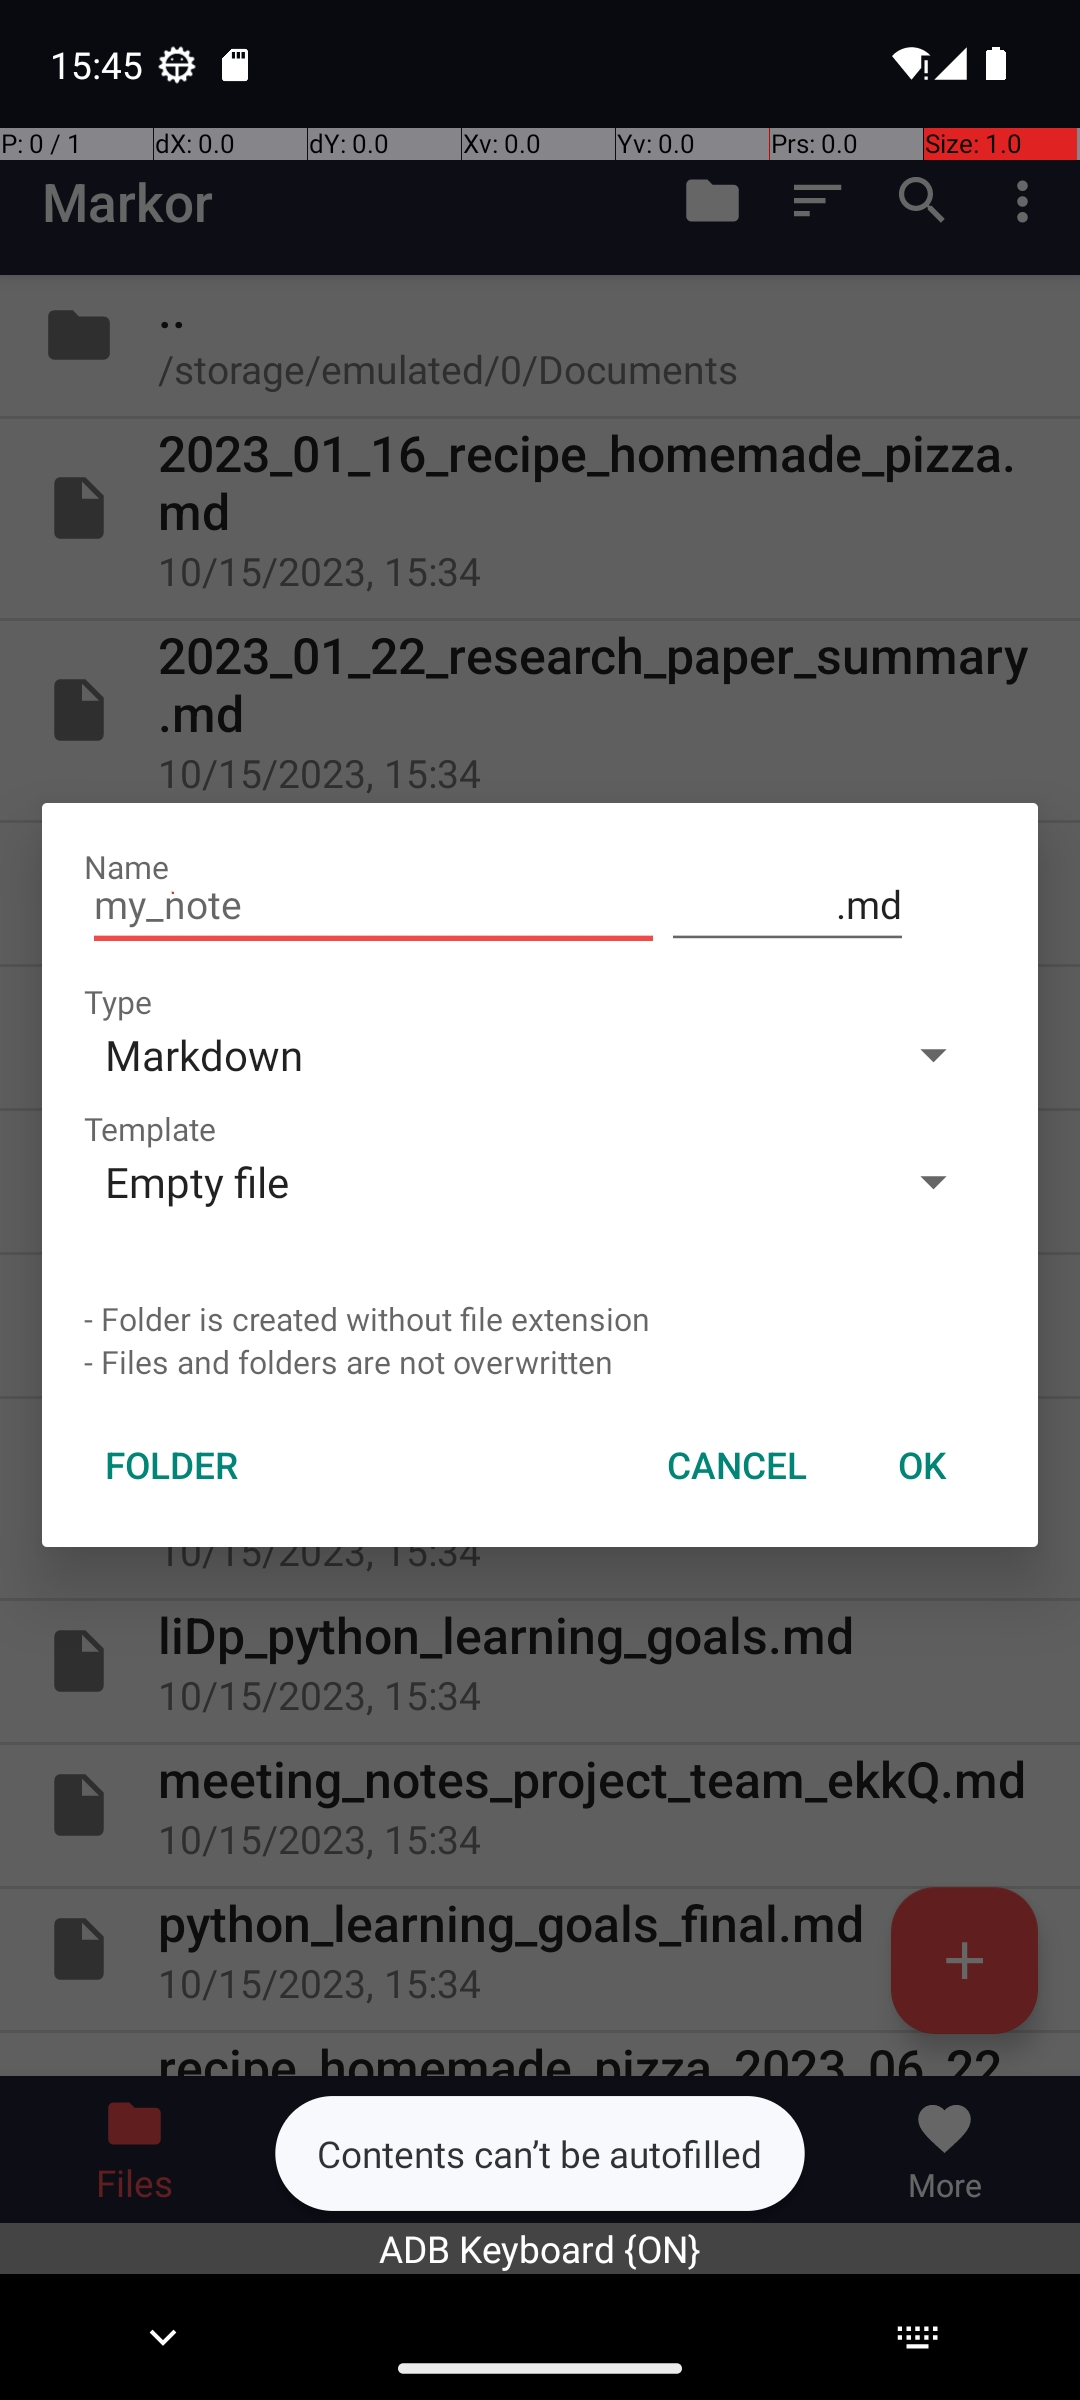 15:45
P: 0 / 1
dX: 0.0
dY: 0.0
Xv: 0.0
Yv: 0.0
Prs: 0.0
Size: 1.0
Markor
..
/storage/emulated/0/Documents
2023_01_16_recipe_homemade_pizza.
md
10/15/2023, 15:34
2023_01_22_research_paper_summary
.md
10/15/2023, 15:34
Name
my_note
.md
Type
Markdown
Template
Empty file
- Folder is created without file extension
- Files and folders are not overwritten
FOLDER
CANCEL
OK
10/15/2023, 15:34
liDp_python_learning_goals.md
10/15/2023, 15:34
meeting_notes_project_team_ekkQ.md
10/15/2023, 15:34
python_learning_goals_final.md
10/15/2023, 15:34
recipe_homemade_pizza_2023_06_22
Files
Contents can’t be autofilled
More
ADB Keyboard {ON}